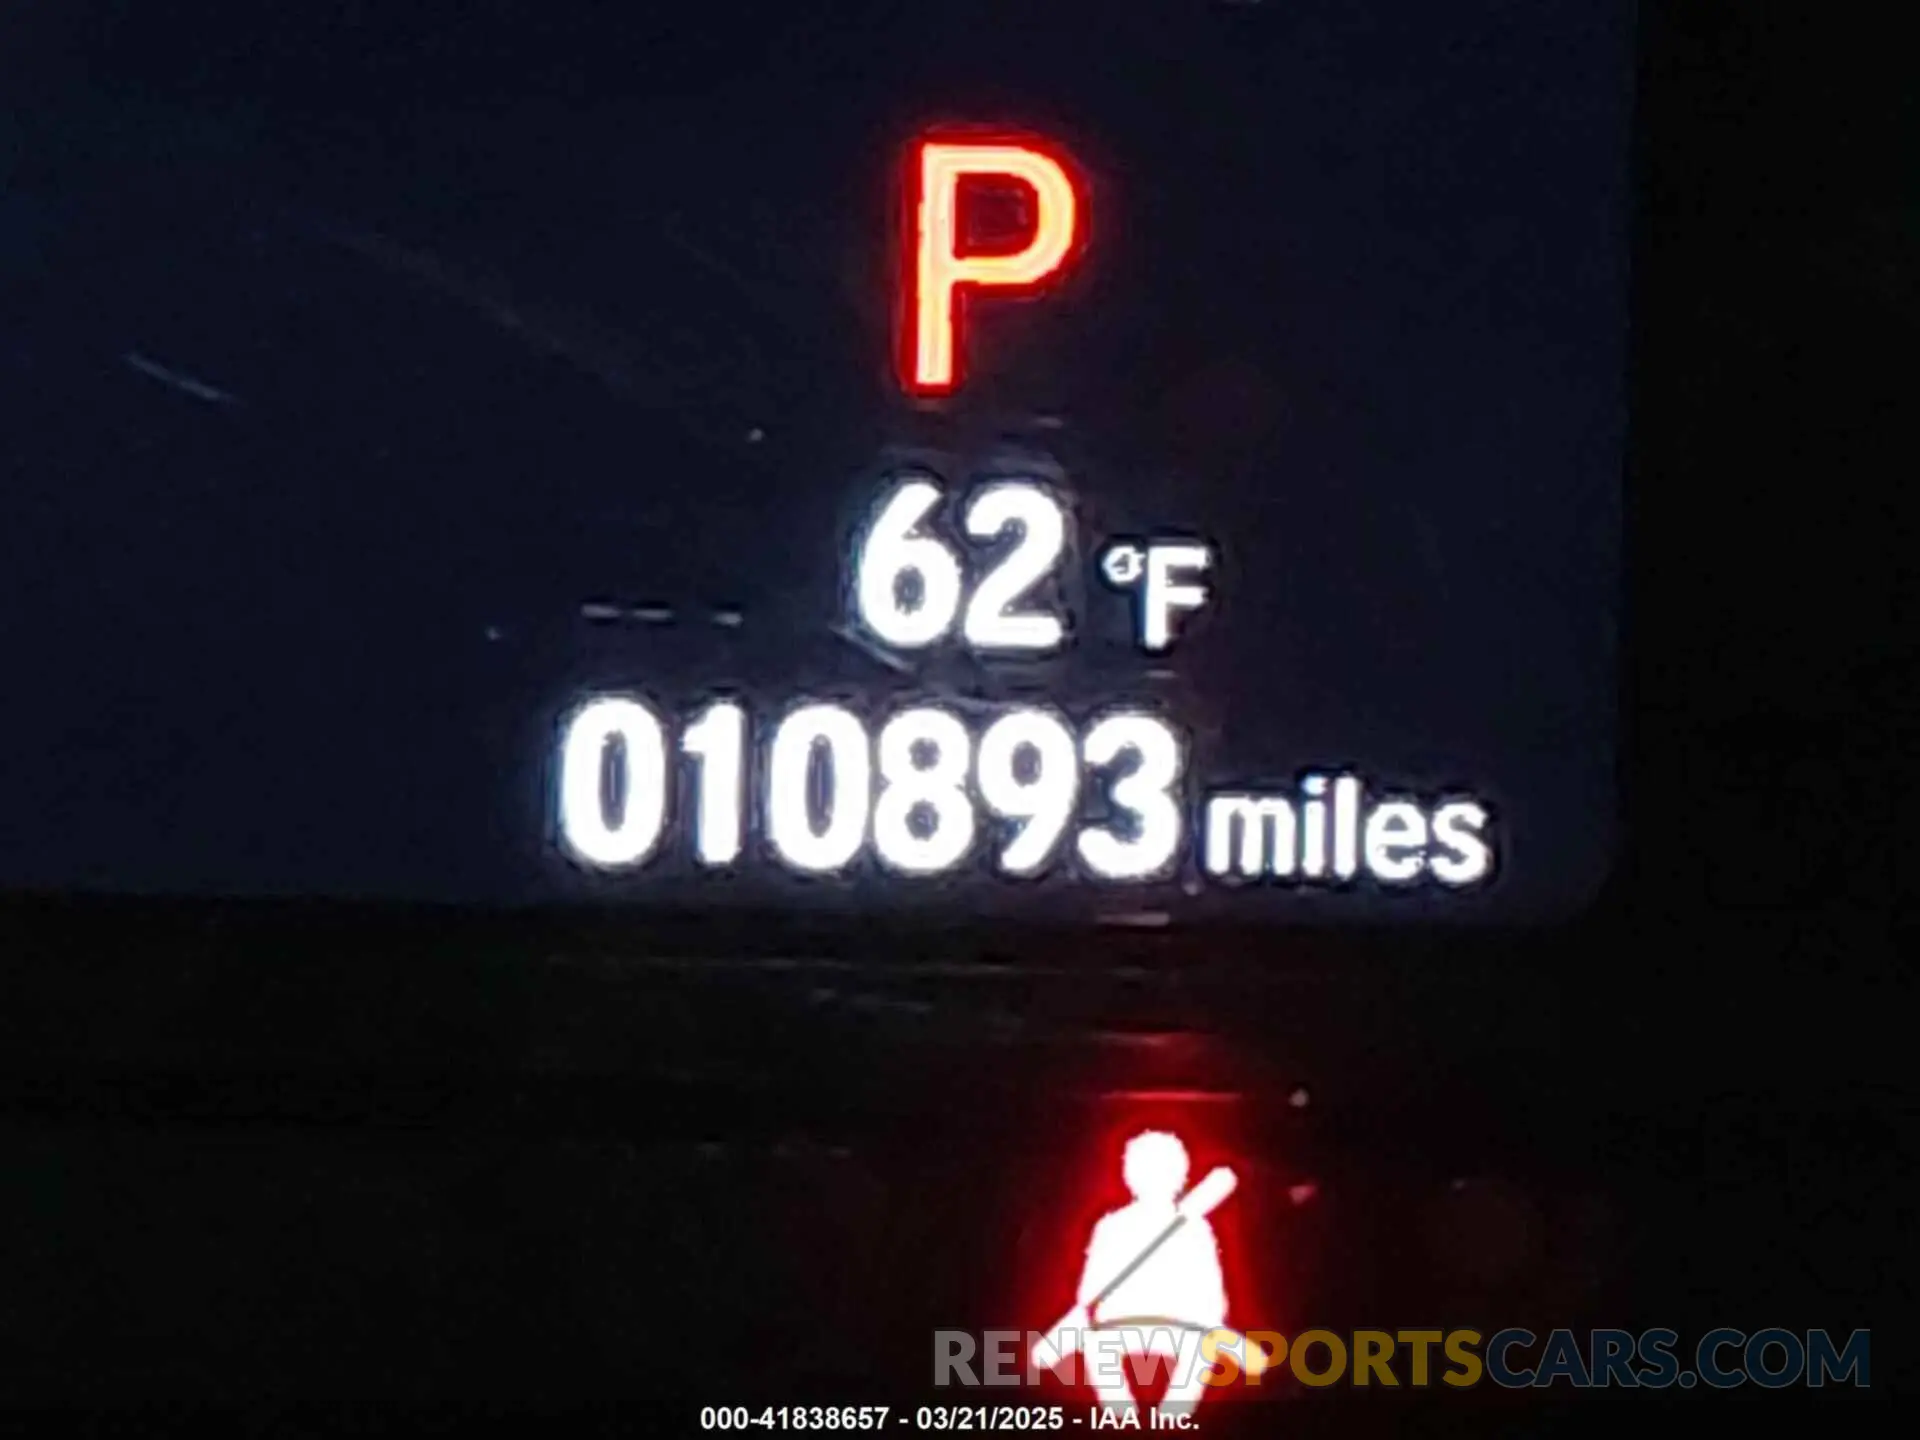 P
62 °F
010893 miles
RENEWSPORTSCARS.COM
000-41838657 - 03/21/2025 - IAA Inc.